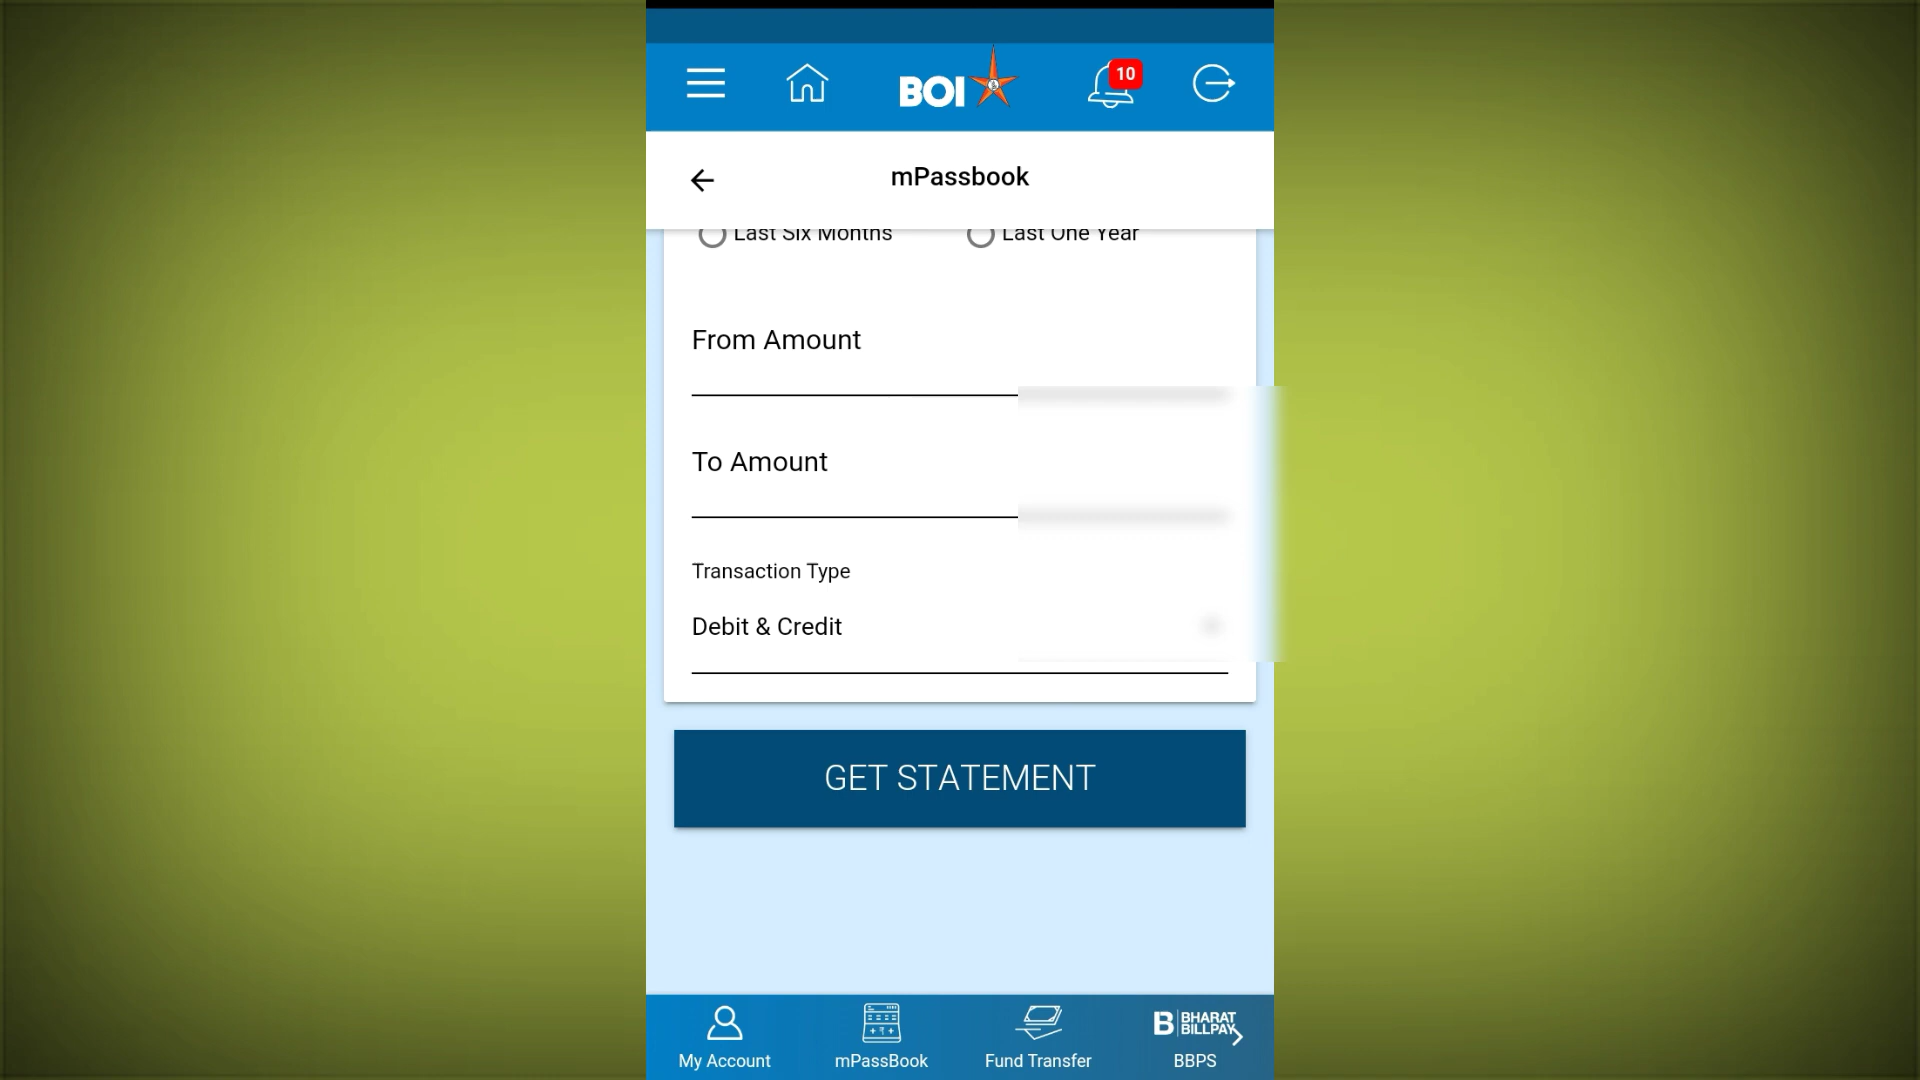 BOI
10
mPassbook
Last Six Months
Last One Year
From Amount
To Amount
Transaction Type
Debit & Credit
GET STATEMENT
BHARAT
B BILLPAY
My Account
mPassBook
Fund Transfer
BBPS